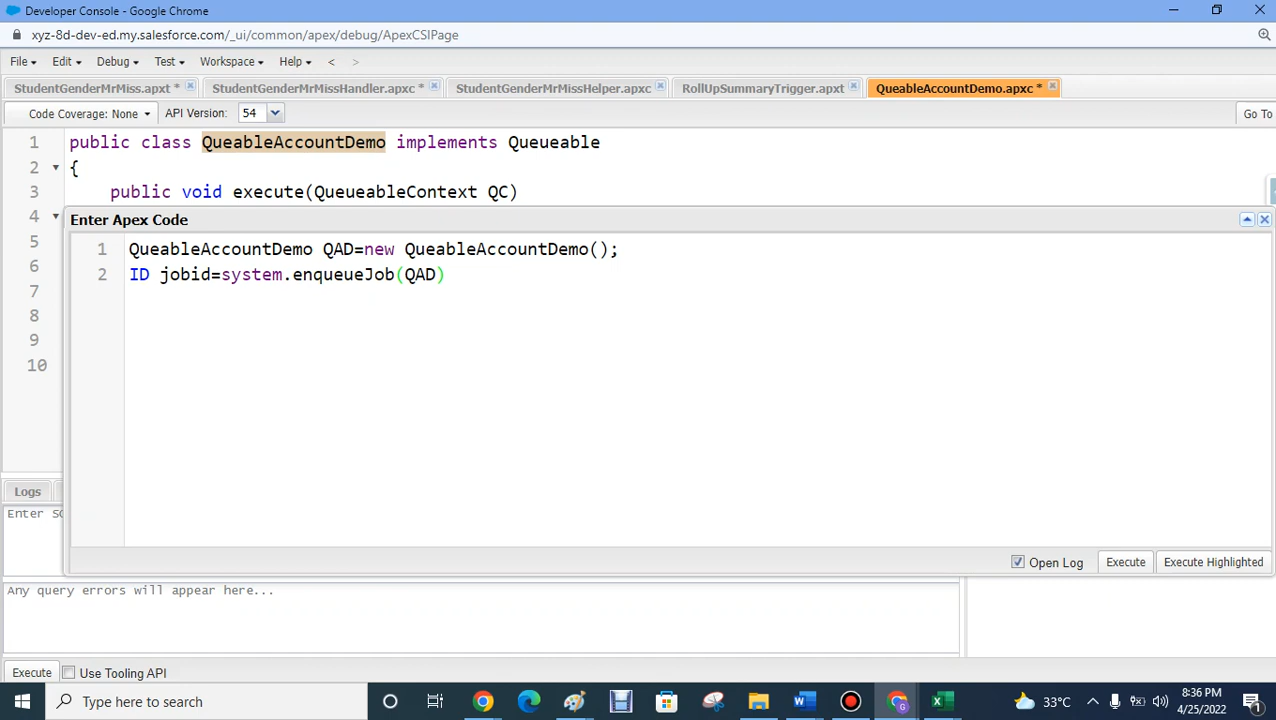 Developer Console - Google Chrome
xyz-8d-dev-ed.my.salesforce.com/_ui/common/apex/debug/ApexCSIPage
File Edit Debug Test Workspace Help < >
StudentGenderMrMiss.apxt * StudentGenderMrMissHandler.apxc * StudentGenderMrMissHelper.apxc RollUpSummaryTrigger.apxt QueableAccountDemo.apxc *
Code Coverage: None API Version: 54 Go To
1 public class QueableAccountDemo implements Queueable
2 {
3 public void execute(QueueableContext QC)
4
Enter Apex Code
5
6
7
8
9
10
1 QueableAccountDemo QAD=new QueableAccountDemo();
2 ID jobid=system.enqueueJob(QAD)
Logs
Enter SO
Open Log Execute Execute Highlighted
Any query errors will appear here...
Execute Use Tooling API
Type here to search
33°C
8:36 PM
4/25/2022
1